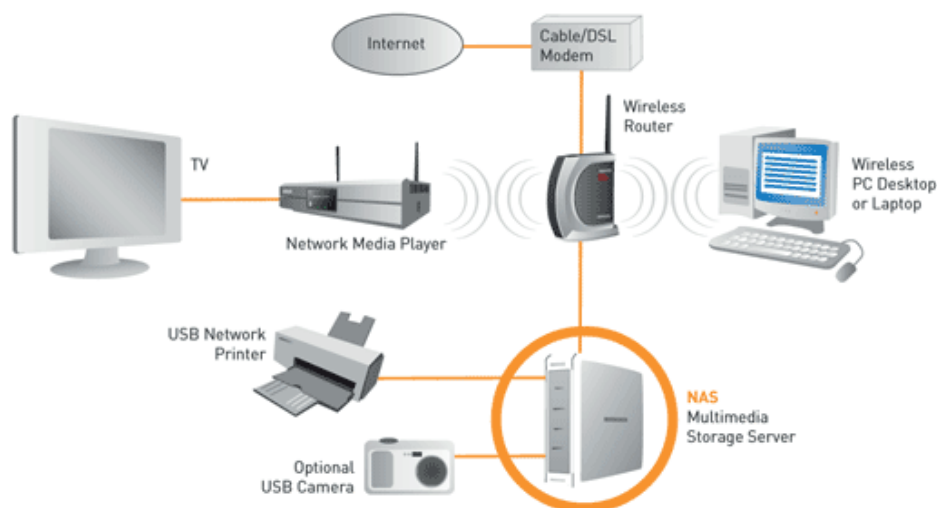 Internet
Cable/DSL
Modem
Wireless
Router
TV
Wireless
PC Desktop
or Laptop
Network Media Player
USB Network
Printer
NAS
Multimedia
Storage Server
Optional
USB Camera